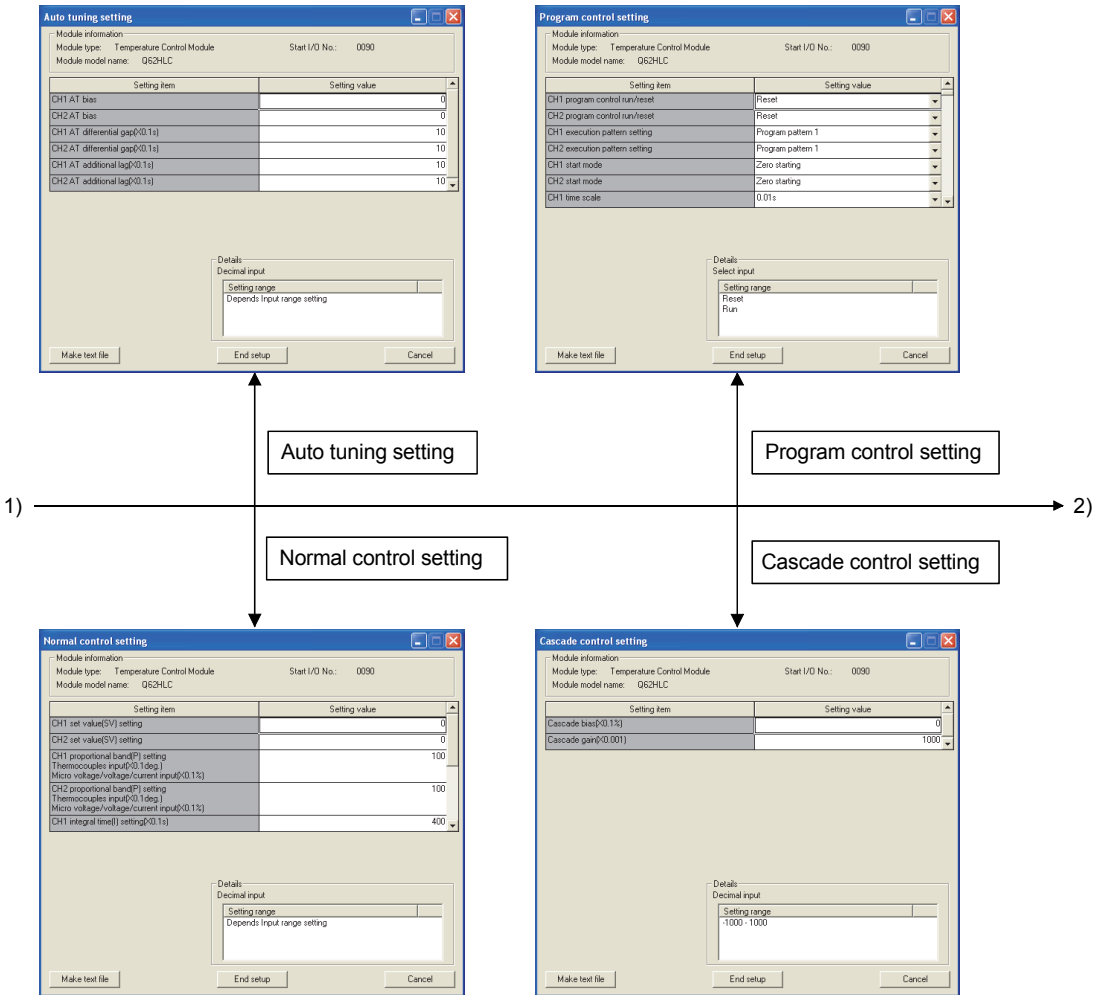 Auto tuning setting
Module information
Module type: Temperature Control Module Start I/O No.: 0090
Module model name: Q62HLC
Setting item Setting value
CH1 AT bias 0
CH2 AT bias 0
CH1 AT differential gap(X0.1s) 10
CH2 AT differential gap(X0.1s) 10
CH1 AT additional lag(X0.1s) 10
CH2 AT additional lag(X0.1s) 10
Details
Decimal input
Setting range
Depends Input range setting
Make text file End setup Cancel
Program control setting
Module information
Module type: Temperature Control Module Start I/O No.: 0090
Module model name: Q62HLC
Setting item Setting value
CH1 program control run/reset Reset
CH2 program control run/reset Reset
CH1 execution pattern setting Program pattern 1
CH2 execution pattern setting Program pattern 1
CH1 start mode Zero starting
CH2 start mode Zero starting
CH1 time scale 0.01s
Details
Select input
Setting range
Reset
Run
Make text file End setup Cancel
Auto tuning setting
Program control setting
1)
2)
Normal control setting
Cascade control setting
Normal control setting
Module information
Module type: Temperature Control Module Start I/O No.: 0090
Module model name: Q62HLC
Setting item Setting value
CH1 set value(SV) setting 0
CH2 set value(SV) setting 0
CH1 proportional band(P) setting 100
Thermocouples input(X0.1deg.)
Micro voltage/voltage/current input(X0.1%)
CH2 proportional band(P) setting 100
Thermocouples input(X0.1deg.)
Micro voltage/voltage/current input(X0.1%)
CH1 integral time(I) setting(X0.1s) 400
Details
Decimal input
Setting range
Depends Input range setting
Make text file End setup Cancel
Cascade control setting
Module information
Module type: Temperature Control Module Start I/O No.: 0090
Module model name: Q62HLC
Setting item Setting value
Cascade bias(X0.1%) 0
Cascade gain(X0.001) 1000
Details
Decimal input
Setting range
-1000 - 1000
Make text file End setup Cancel